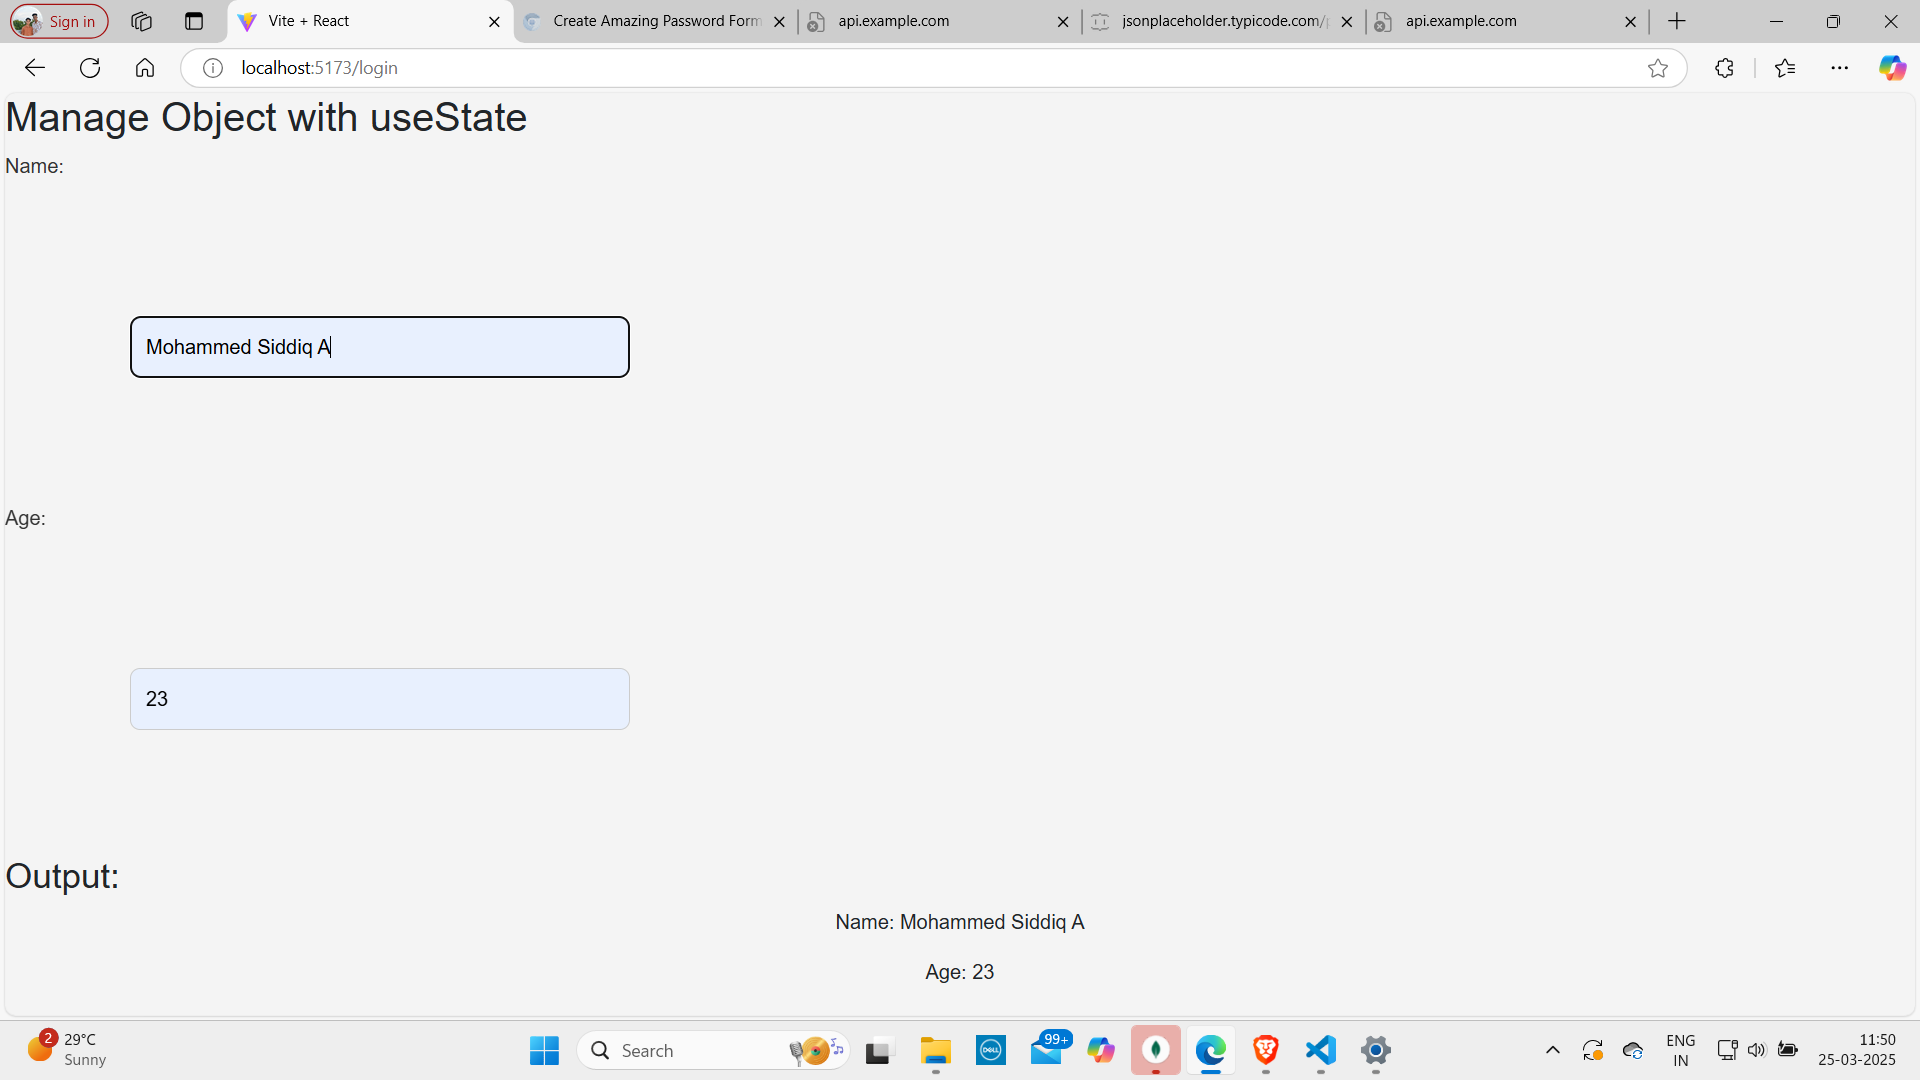 Sign in
Vite + React
Create Amazing Password Form
api.example.com
jsonplaceholder.typicode.com/p
api.example.com
localhost:5173/login
Manage Object with useState
Name:
Mohammed Siddiq A
Age:
23
Output:
Name: Mohammed Siddiq A
Age: 23
2
29°C
Sunny
Search
DELL
99+
ENG
IN
11:50
25-03-2025